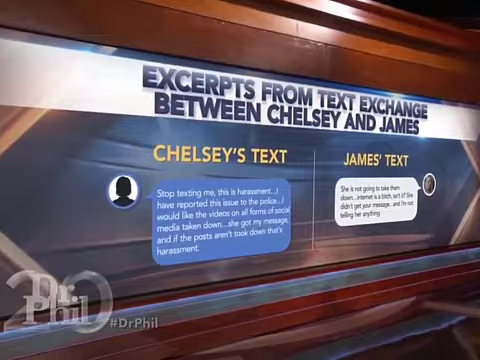 EXCERPTS FROM TEXT EXCHANGE
BETWEEN CHELSEY AND JAMES
CHELSEY'S TEXT
Stop texting me, this is harassment...I
have reported this issue to the police...I
would like the videos on all forms of social
media taken down...she got my message,
and if the posts aren't took down that's
harassment.
JAMES' TEXT
She is not going to take them
down...internet is a bitch, isn't it? She
didn't get your message...and i'm not
telling her anything.
20
Dr.
Phil
#DrPhil